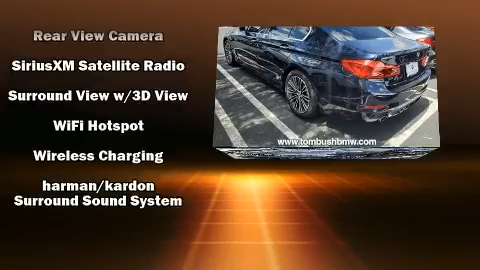 Rear View Camera
SiriusXM Satellite Radio
Surround View w/3D View
WiFi Hotspot
Wireless Charging
harman/kardon
Surround Sound System
www.tombushbmw.com